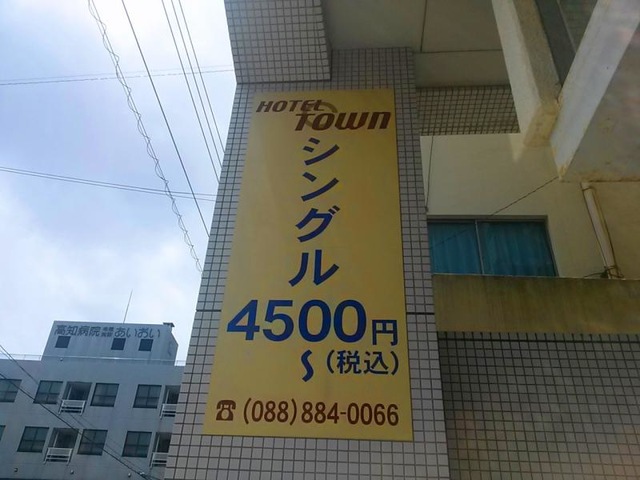 HOTEL
TOWN
シングル
4500円
~(税込)
☎(088)884-0066
高知病院 あいおい